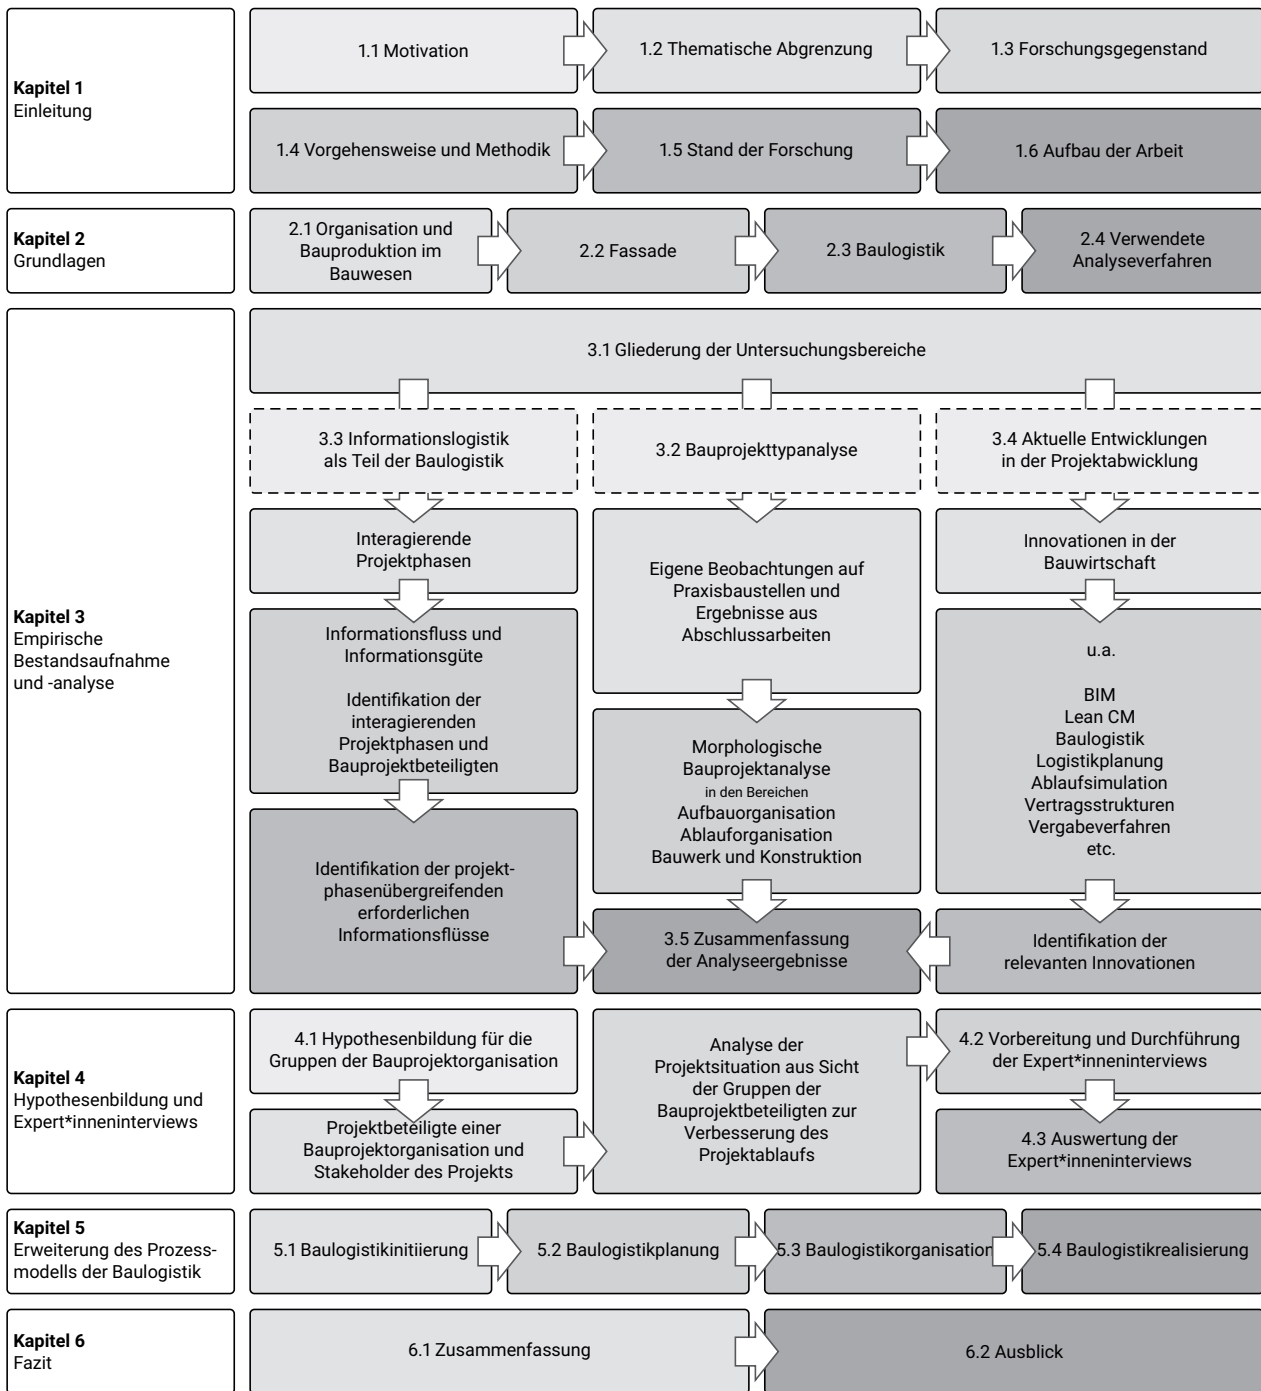 Kapitel 1
Einleitung
1.1 Motivation
1.2 Thematische Abgrenzung
1.3 Forschungsgegenstand
1.4 Vorgehensweise und Methodik
1.5 Stand der Forschung
1.6 Aufbau der Arbeit
Kapitel 2
Grundlagen
2.1 Organisation und
Bauproduktion im
Bauwesen
2.2 Fassade
2.3 Baulogistik
2.4 Verwendete
Analyseverfahren
Kapitel 3
Empirische
Bestandsaufnahme
und -analyse
3.1 Gliederung der Untersuchungsbereiche
3.3 Informationslogistik
als Teil der Baulogistik
3.2 Bauprojekttypanalyse
3.4 Aktuelle Entwicklungen
in der Projektabwicklung
Interagierende
Projektphasen
Informationsfluss und
Informationsgüte
Identifikation der
interagierenden
Projektphasen und
Bauprojektbeteiligten
Identifikation der projekt-
phasenübergreifenden
erforderlichen
Informationsflüsse
Eigene Beobachtungen auf
Praxisbaustellen und
Ergebnisse aus
Abschlussarbeiten
Morphologische
Bauprojektanalyse
in den Bereichen
Aufbauorganisation
Ablauforganisation
Bauwerk und Konstruktion
3.5 Zusammenfassung
der Analyseergebnisse
Innovationen in der
Bauwirtschaft
u.a.
BIM
Lean CM
Baulogistik
Logistikplanung
Ablaufsimulation
Vertragsstrukturen
Vergabeverfahren
etc.
Identifikation der
relevanten Innovationen
Kapitel 4
Hypothesenbildung und
Expert*inneninterviews
4.1 Hypothesenbildung für die
Gruppen der Bauprojektorganisation
Projektbeteiligte einer
Bauprojektorganisation und
Stakeholder des Projekts
Analyse der
Projektsituation aus Sicht
der Gruppen der
Bauprojektbeteiligten zur
Verbesserung des
Projektablaufs
4.2 Vorbereitung und Durchführung
der Expert*inneninterviews
4.3 Auswertung der
Expert*inneninterviews
Kapitel 5
Erweiterung des Prozess-
modells der Baulogistik
5.1 Baulogistikinitiierung
5.2 Baulogistikplanung
5.3 Baulogistikorganisation
5.4 Baulogistikrealisierung
Kapitel 6
Fazit
6.1 Zusammenfassung
6.2 Ausblick